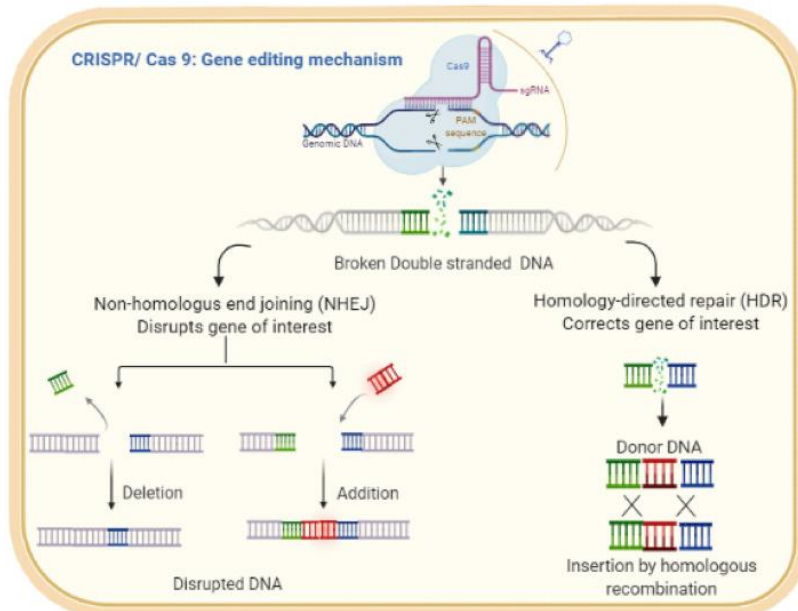 CRISPR/ Cas 9: Gene editing mechanism
Cas9
sgRNA
PAM
sequence
Genomic DNA
Broken Double stranded DNA
Non-homologus end joining (NHEJ)
Disrupts gene of interest
Homology-directed repair (HDR)
Corrects gene of interest
Deletion
Addition
Disrupted DNA
Donor DNA
Insertion by homologous
recombination